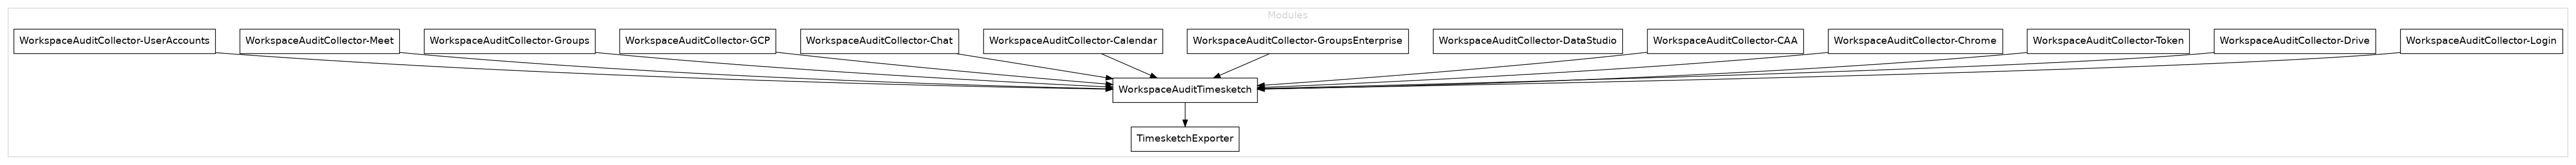 Modules
WorkspaceAuditCollector-UserAccounts
WorkspaceAuditCollector-Meet
WorkspaceAuditCollector-Groups
WorkspaceAuditCollector-GCP
WorkspaceAuditCollector-Chat
WorkspaceAuditCollector-Calendar
WorkspaceAuditCollector-GroupsEnterprise
WorkspaceAuditCollector-DataStudio
WorkspaceAuditCollector-CAA
WorkspaceAuditCollector-Chrome
WorkspaceAuditCollector-Token
WorkspaceAuditCollector-Drive
WorkspaceAuditCollector-Login
WorkspaceAuditTimesketch
TimesketchExporter